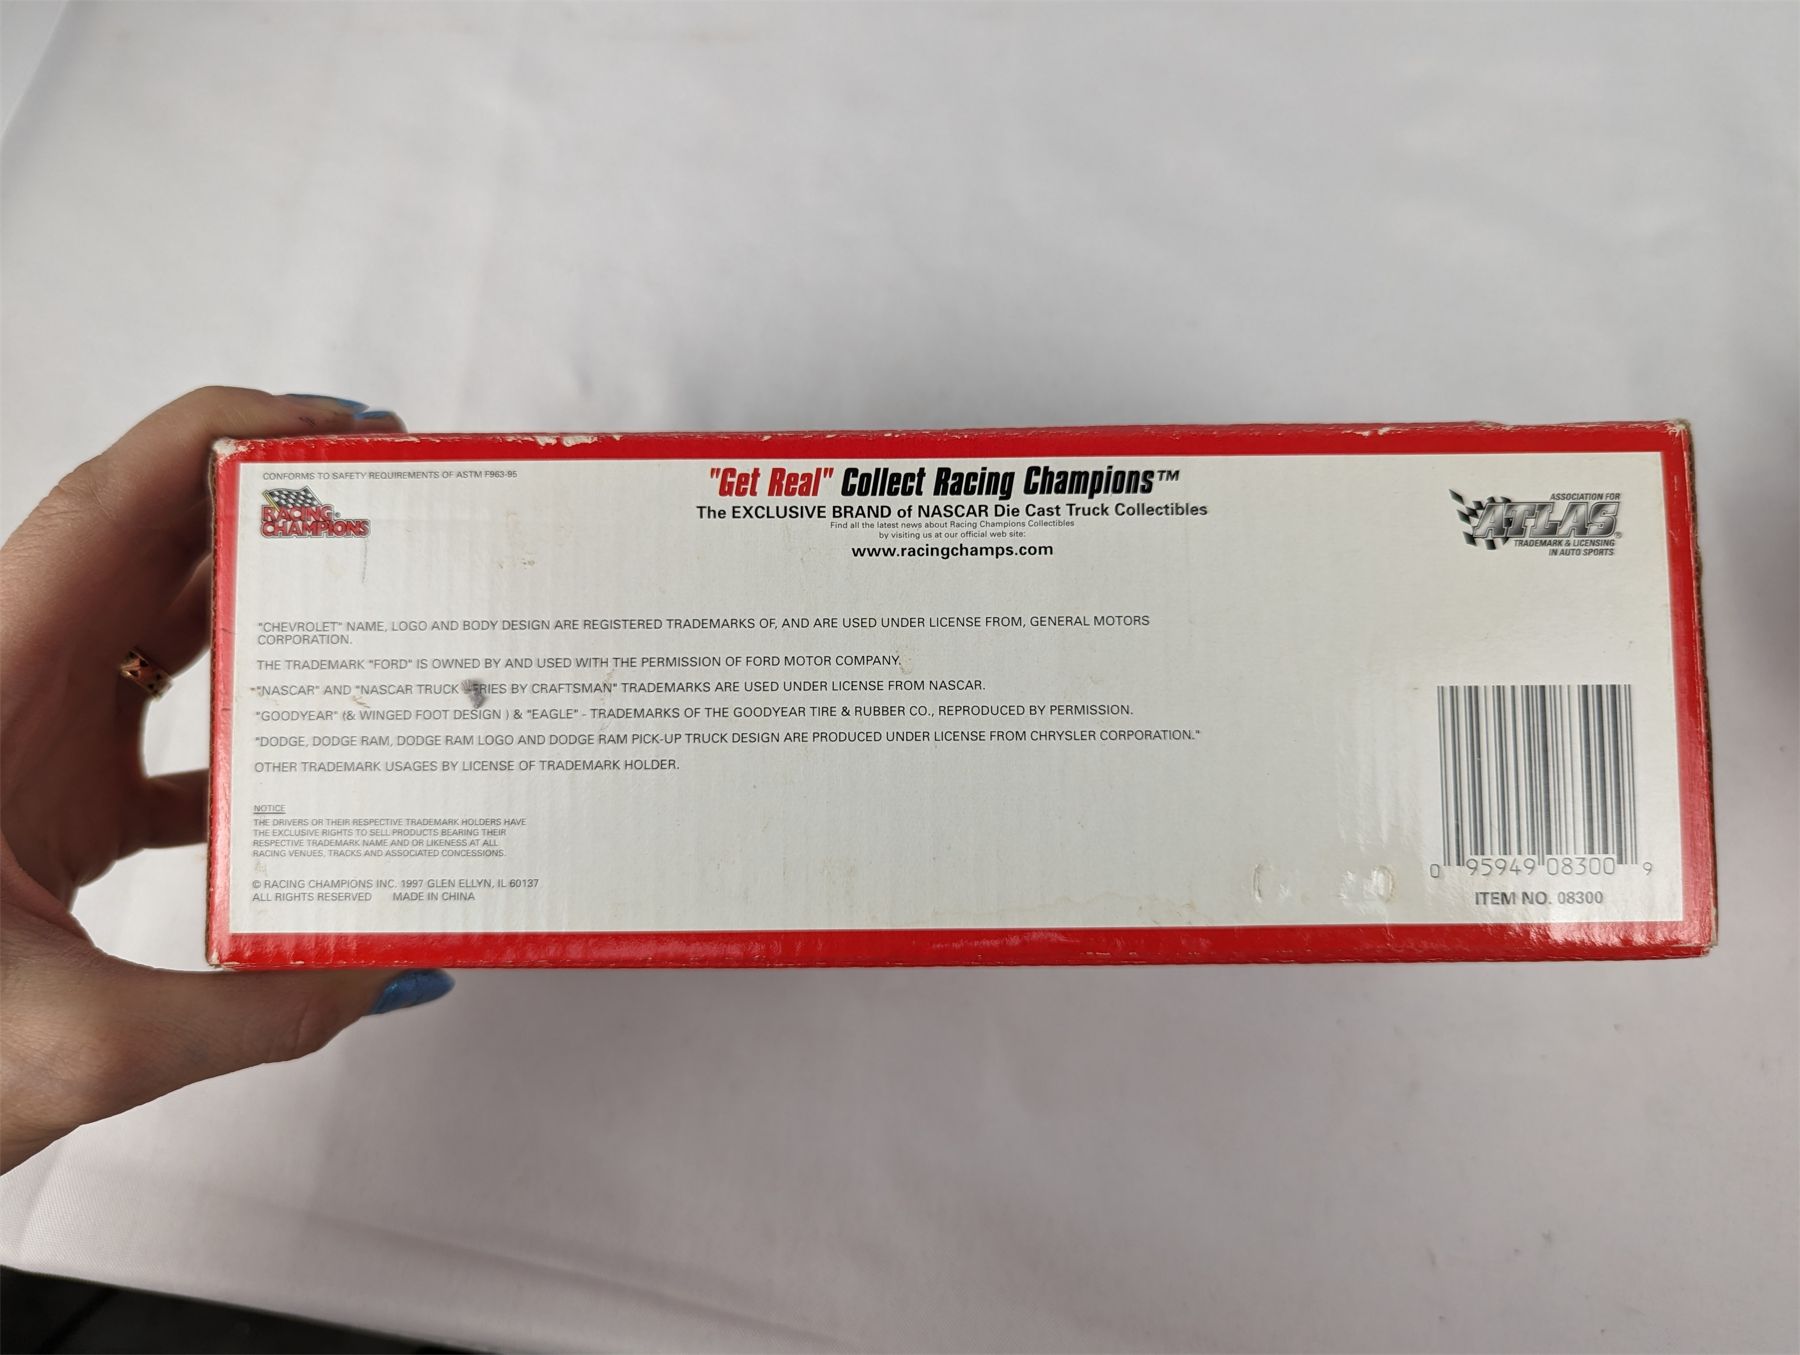 CONFORMS TO SAFETY REQUIREMENTS OF ASTM F963-95
RACING
CHAMPIONS
"Get Real" Collect Racing Champions™
The EXCLUSIVE BRAND of NASCAR Die Cast Truck Collectibles
Find all the latest news about Racing Champions Collectibles
by visiting us at our official web site:
www.racingchamps.com
ASSOCIATION FOR
ATLAS®
TRADEMARK & LICENSING
IN AUTO SPORTS
"CHEVROLET" NAME, LOGO AND BODY DESIGN ARE REGISTERED TRADEMARKS OF, AND ARE USED UNDER LICENSE FROM, GENERAL MOTORS
CORPORATION.
THE TRADEMARK "FORD" IS OWNED BY AND USED WITH THE PERMISSION OF FORD MOTOR COMPANY.
"NASCAR" AND "NASCAR TRUCK SERIES BY CRAFTSMAN" TRADEMARKS ARE USED UNDER LICENSE FROM NASCAR.
"GOODYEAR" (& WINGED FOOT DESIGN ) & "EAGLE" - TRADEMARKS OF THE GOODYEAR TIRE & RUBBER CO., REPRODUCED BY PERMISSION.
"DODGE, DODGE RAM, DODGE RAM LOGO AND DODGE RAM PICK-UP TRUCK DESIGN ARE PRODUCED UNDER LICENSE FROM CHRYSLER CORPORATION."
OTHER TRADEMARK USAGES BY LICENSE OF TRADEMARK HOLDER.
NOTICE
THE DRIVERS OR THEIR RESPECTIVE TRADEMARK HOLDERS HAVE
THE EXCLUSIVE RIGHTS TO SELL PRODUCTS BEARING THEIR
RESPECTIVE TRADEMARK NAME AND OR LIKENESS AT ALL
RACING VENUES, TRACKS AND ASSOCIATED CONCESSIONS.
© RACING CHAMPIONS INC. 1997 GLEN ELLYN, IL 60137
ALL RIGHTS RESERVED MADE IN CHINA
0 95949 08300 9
ITEM NO. 08300